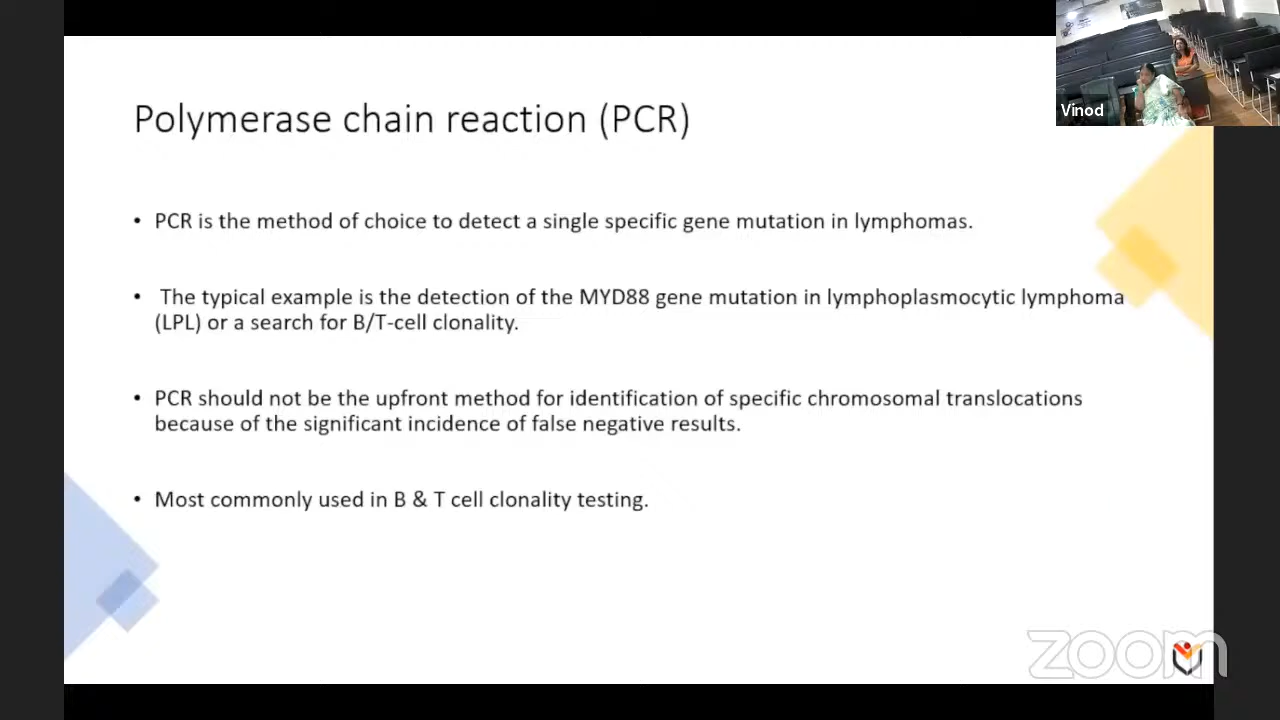 Polymerase chain reaction (PCR)
• PCR is the method of choice to detect a single specific gene mutation in lymphomas.
• The typical example is the detection of the MYD88 gene mutation in lymphoplasmocytic lymphoma
(LPL) or a search for B/T-cell clonality.
• PCR should not be the upfront method for identification of specific chromosomal translocations
because of the significant incidence of false negative results.
• Most commonly used in B & T cell clonality testing.
Vinod
zoom